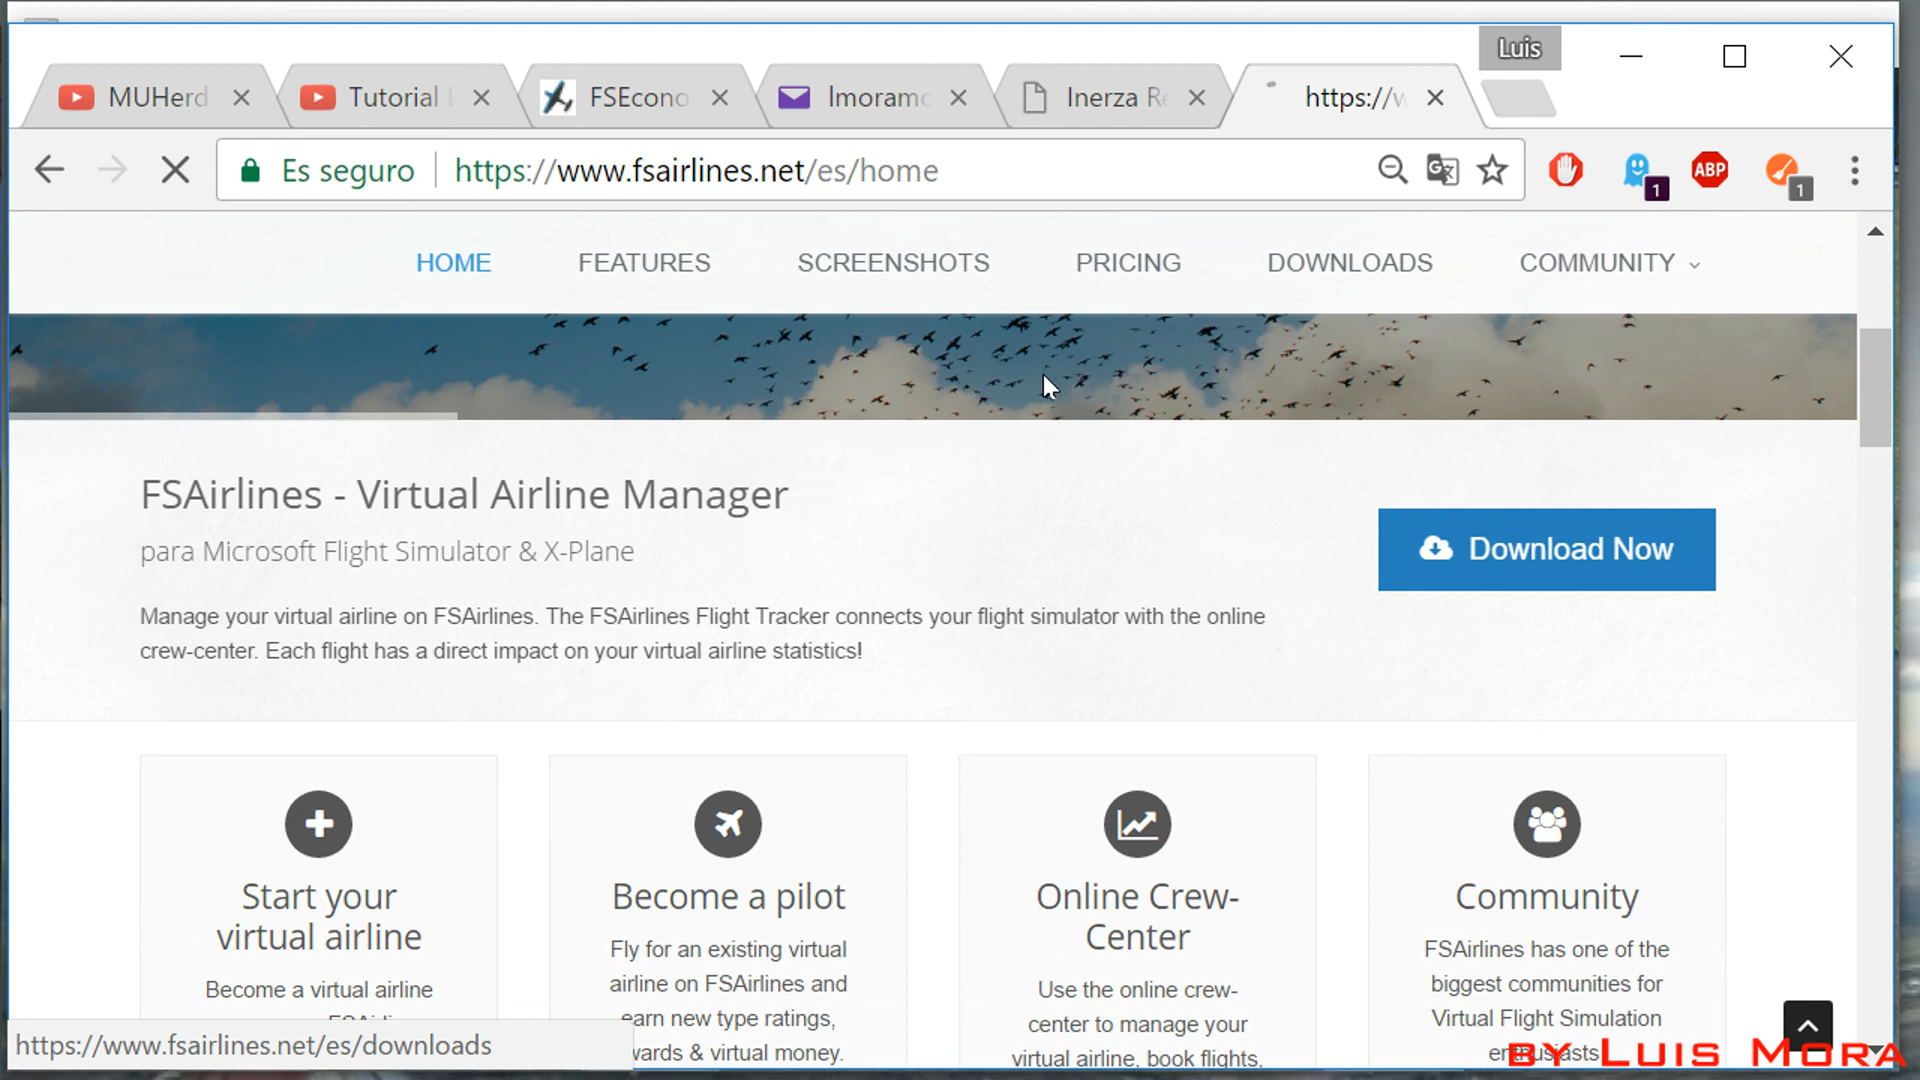 Luis
MUHerd
Tutorial
FSEcono
lmoramo
Inerza Re
https://w
Es seguro
https://www.fsairlines.net/es/home
1
ABP
1
HOME
FEATURES
SCREENSHOTS
PRICING
DOWNLOADS
COMMUNITY
FSAirlines - Virtual Airline Manager
para Microsoft Flight Simulator & X-Plane
Manage your virtual airline on FSAirlines. The FSAirlines Flight Tracker connects your flight simulator with the online
crew-center. Each flight has a direct impact on your virtual airline statistics!
Download Now
Start your
virtual airline
Become a virtual airline
Become a pilot
Fly for an existing virtual
airline on FSAirlines and
earn new type ratings,
wards & virtual money.
Online Crew-
Center
Use the online crew-
center to manage your
virtual airline, book flights,
Community
FSAirlines has one of the
biggest communities for
Virtual Flight Simulation
enthusiasts
https://www.fsairlines.net/es/downloads
BY LUIS MORA